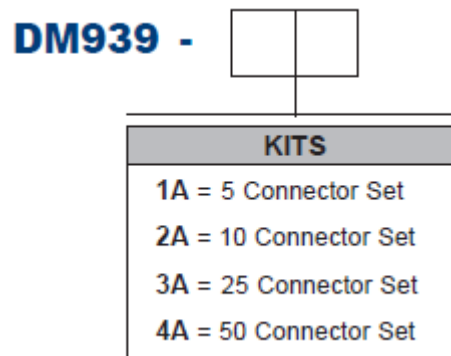 DM939 -
KITS
1A = 5 Connector Set
2A = 10 Connector Set
3A = 25 Connector Set
4A = 50 Connector Set